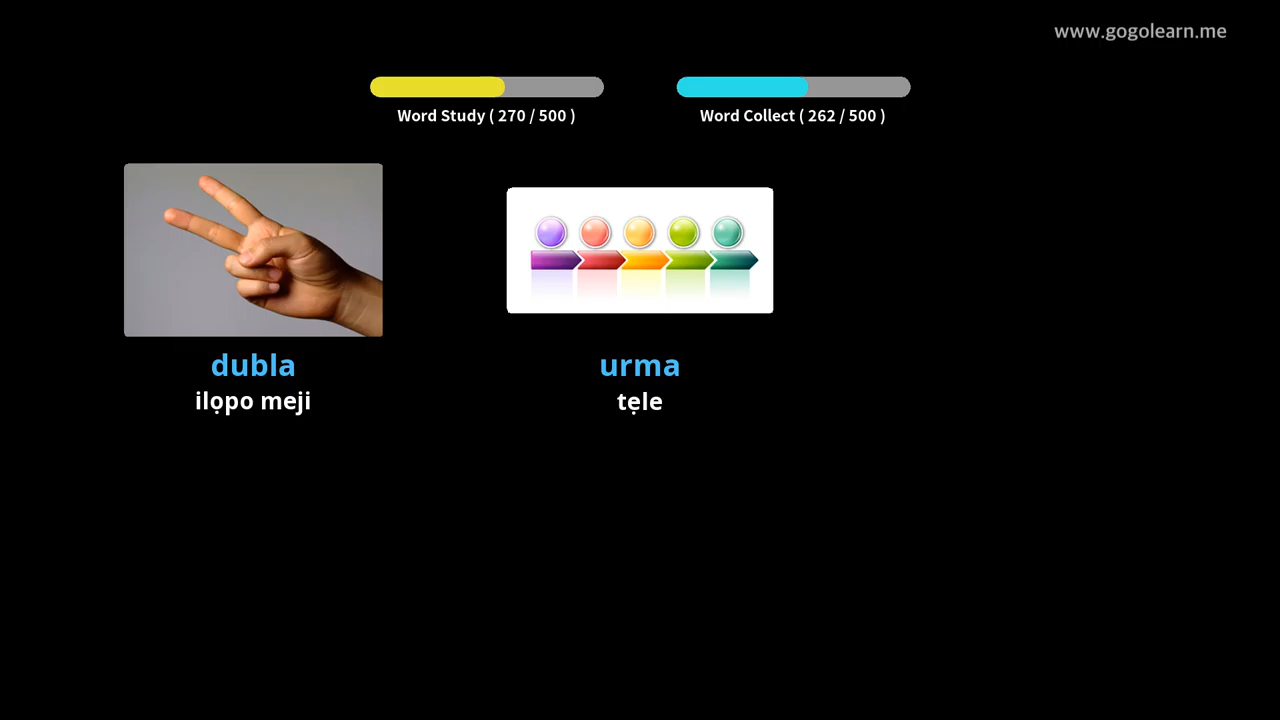 www.gogolearn.me
Word Study ( 270 / 500 )
Word Collect ( 262 / 500 )
dubla
ilọpo meji
urma
tẹle